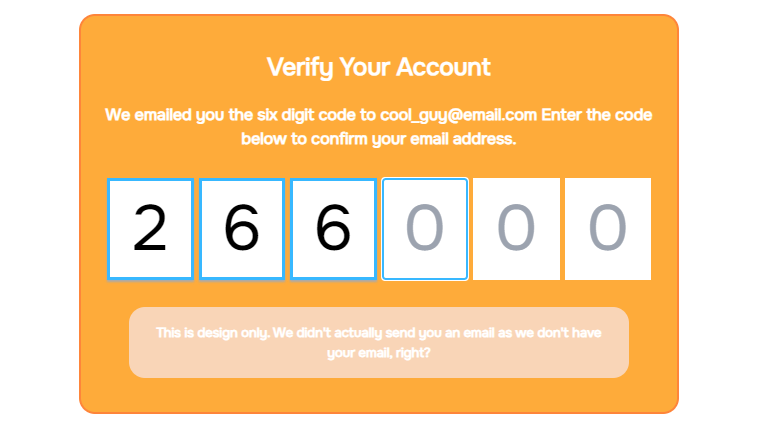 Verify Your Account
We emailed you the six digit code to cool_guy@email.com Enter the code
below to confirm your email address.
2 6 6 0 0 0
This is design only. We didn't actually send you an email as we don't have
your email, right?